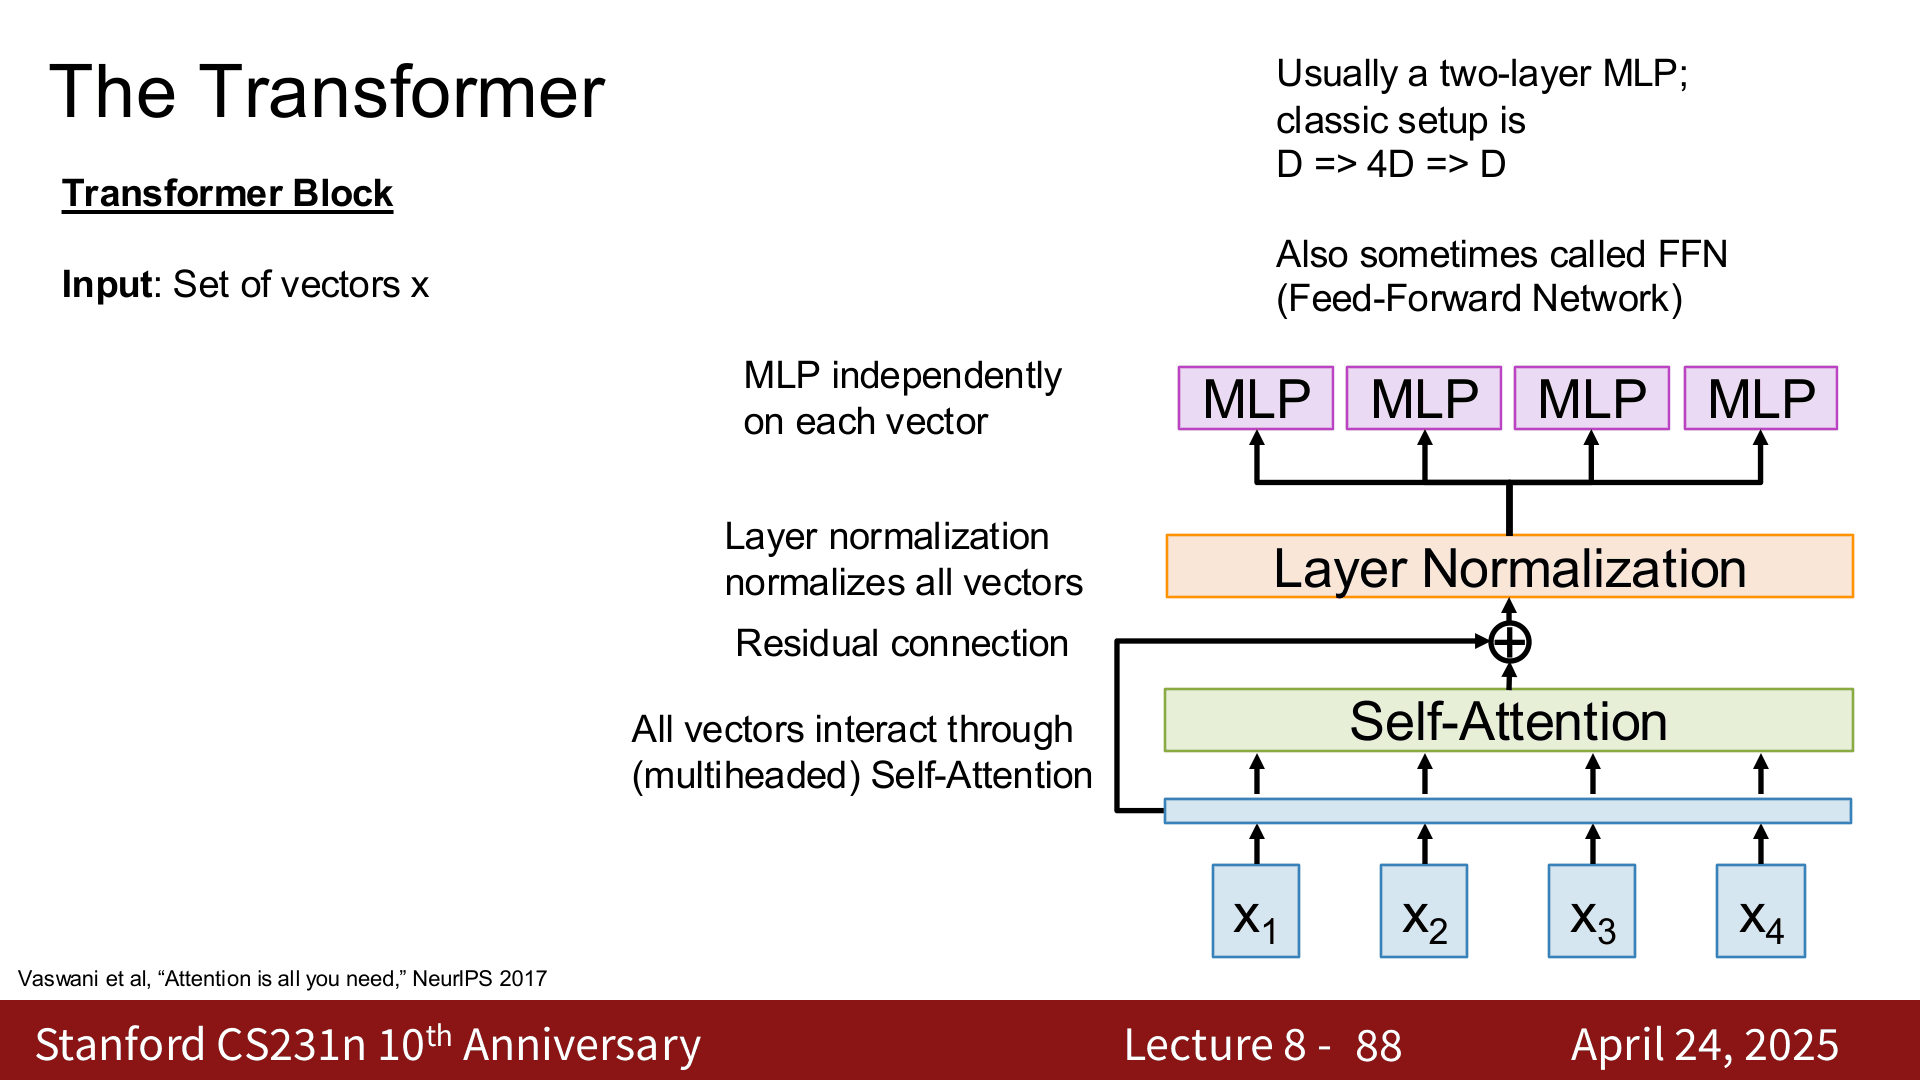 The Transformer
Transformer Block
Input: Set of vectors x
Usually a two-layer MLP;
classic setup is
D => 4D => D
Also sometimes called FFN
(Feed-Forward Network)
MLP independently
on each vector
MLP MLP MLP MLP
Layer normalization
normalizes all vectors
Layer Normalization
Residual connection
All vectors interact through
(multiheaded) Self-Attention
Self-Attention
x₁ x₂ x₃ x₄
Vaswani et al, “Attention is all you need,” NeurIPS 2017
Stanford CS231n 10th Anniversary
Lecture 8 - 88
April 24, 2025